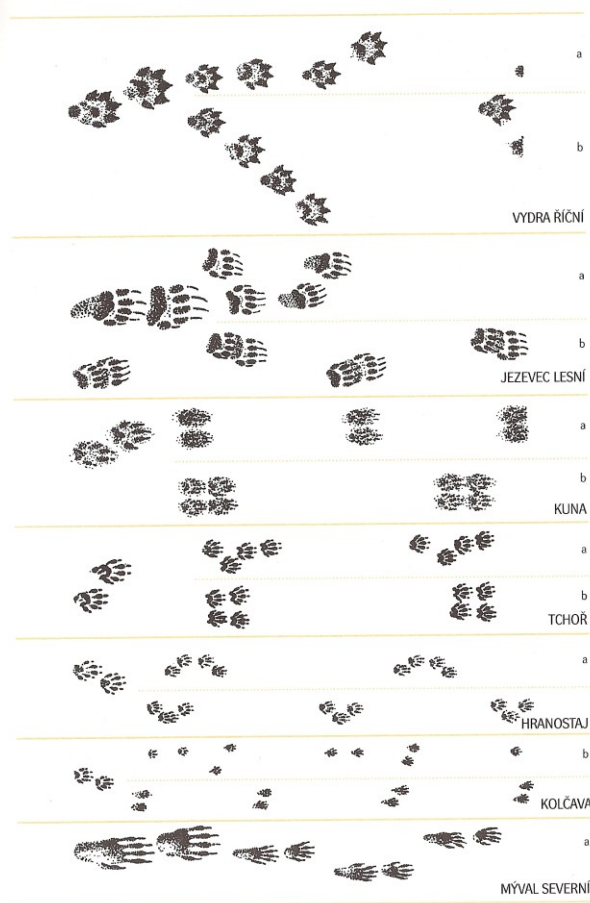 a
b
VYDRA ŘÍČNÍ
a
b
JEZEVEC LESNÍ
a
b
KUNA
a
b
TCHOŘ
a
HRANOSTAJ
b
KOLČAVA
a
MÝVAL SEVERNÍ